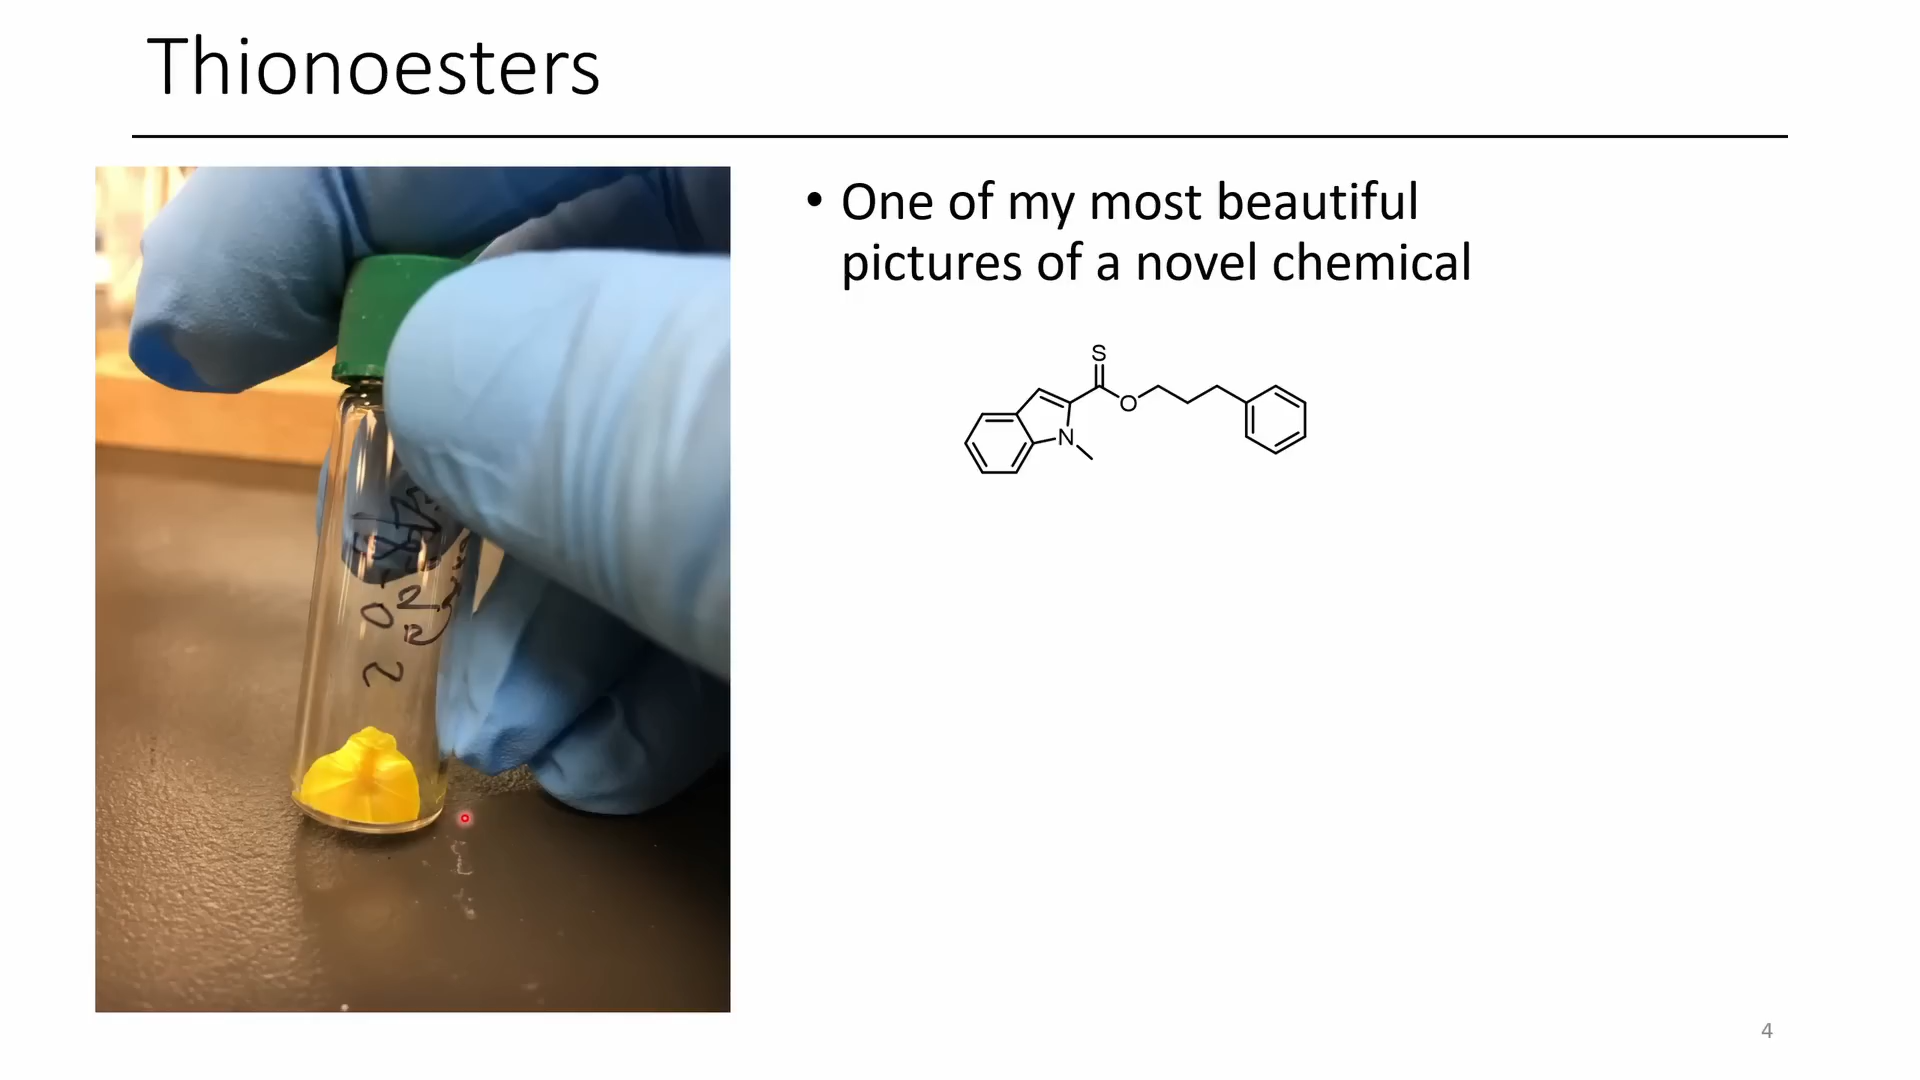 Thionoesters
• One of my most beautiful
pictures of a novel chemical
S
O
N
4